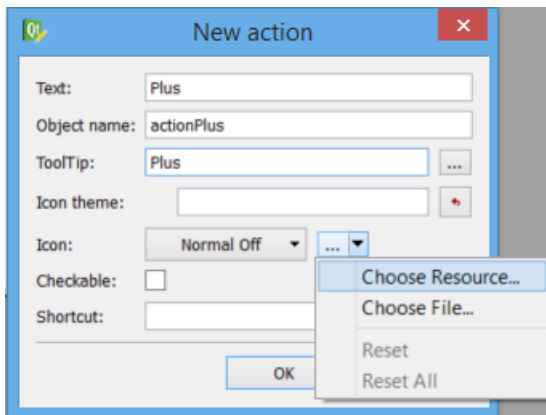 New action
Text: Plus
Object name: actionPlus
ToolTip: Plus ...
Icon theme:
Icon: Normal Off ...
Checkable:
Choose Resource...
Choose File...
Shortcut:
Reset
OK
Reset All